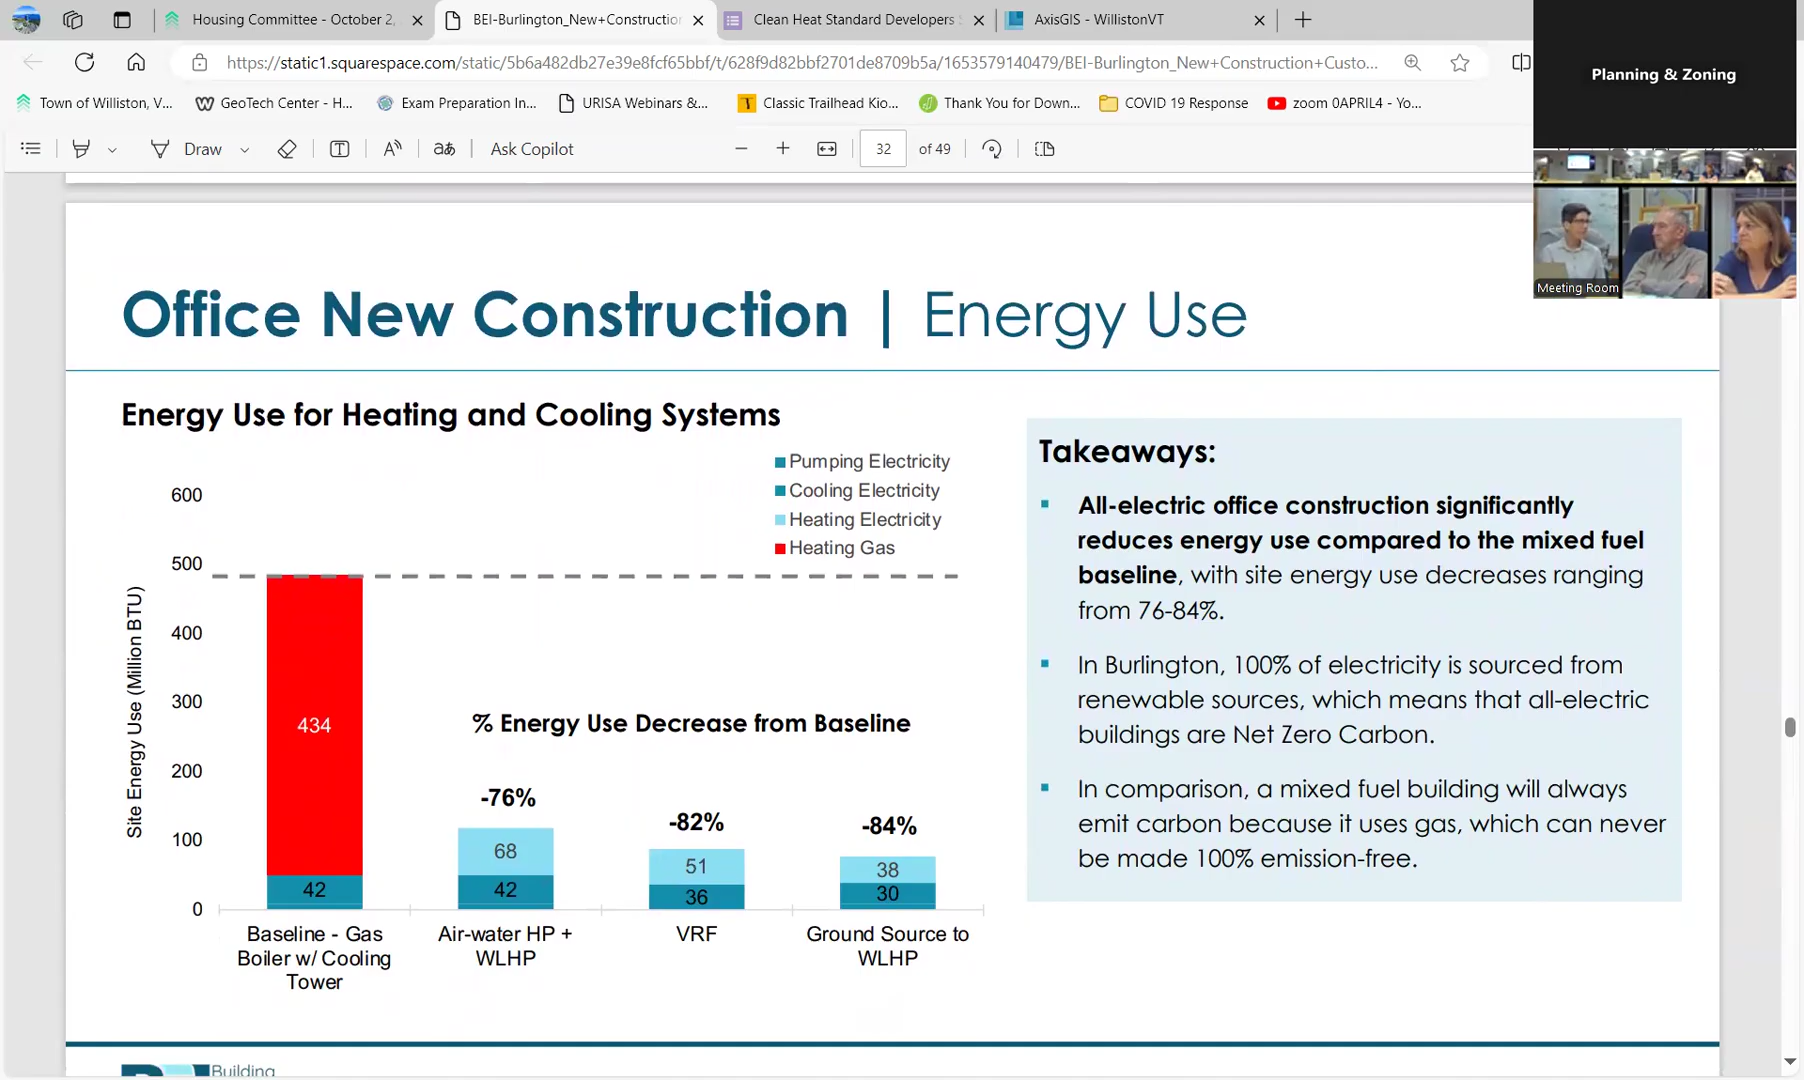 Housing Committee - October 2,
BEI-Burlington_New+Constructio
Clean Heat Standard Developers S
AxisGIS - WillistonVT
https://static1.squarespace.com/static/5b6a482db27e39e8fcf65bbf/t/628f9d82bbf2701de8709b5a/1653579140479/BEI-Burlington_New+Construction+Custo...
Planning & Zoning
Town of Williston, V...
GeoTech Center - H...
Exam Preparation In...
URISA Webinars &...
Classic Trailhead Kio...
Thank You for Down...
COVID 19 Response
zoom 0APRIL4 - Yo...
Draw
Ask Copilot
32 of 49
Meeting Room
Office New Construction | Energy Use
Energy Use for Heating and Cooling Systems
Pumping Electricity
Cooling Electricity
Heating Electricity
Heating Gas
Site Energy Use (Million BTU)
600
500
400
300
200
100
0
% Energy Use Decrease from Baseline
-76%
-82%
-84%
434
42
68
42
51
36
38
30
Baseline - Gas
Boiler w/ Cooling
Tower
Air-water HP +
WLHP
VRF
Ground Source to
WLHP
Takeaways:
All-electric office construction significantly
reduces energy use compared to the mixed fuel
baseline, with site energy use decreases ranging
from 76-84%.
In Burlington, 100% of electricity is sourced from
renewable sources, which means that all-electric
buildings are Net Zero Carbon.
In comparison, a mixed fuel building will always
emit carbon because it uses gas, which can never
be made 100% emission-free.
Building